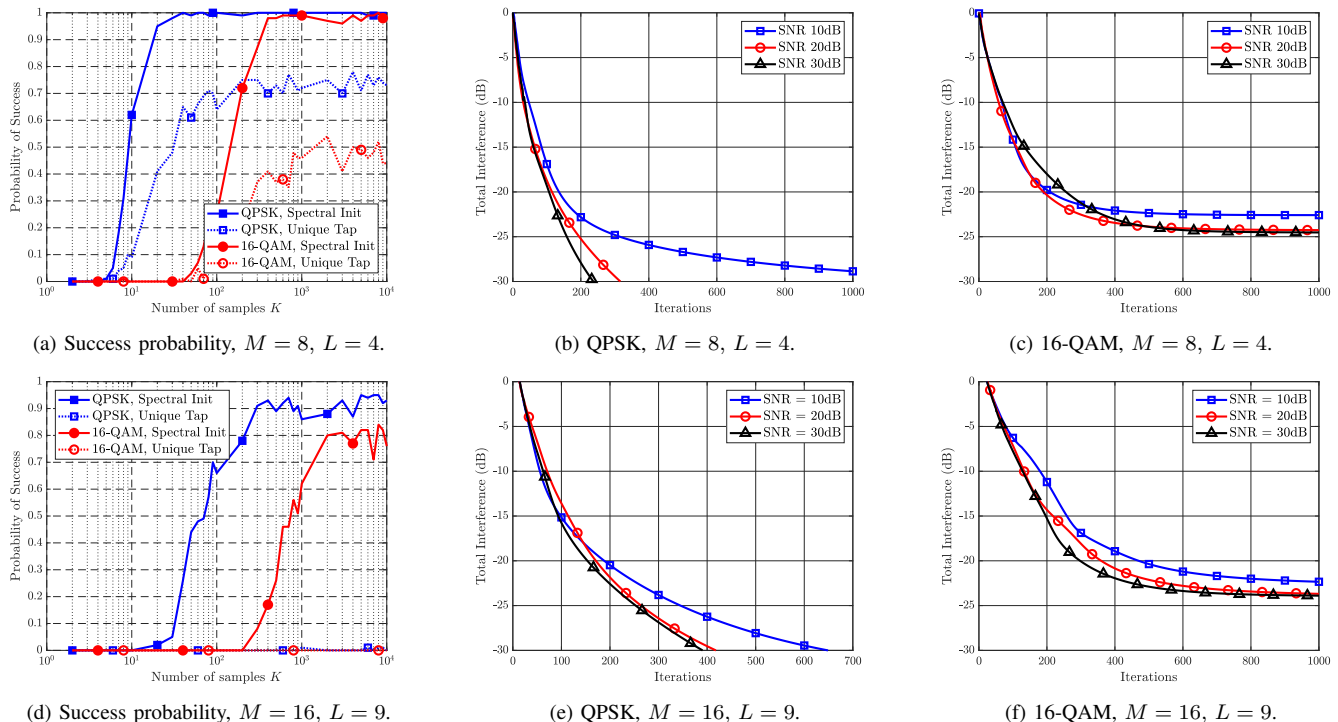 1
0.9
0.8
0.7
0.6
0.5
0.4
0.3
0.2
0.1
0
Probability of Success
10^0
10^1
10^2
10^3
10^4
Number of samples K
QPSK, Spectral Init
QPSK, Unique Tap
16-QAM, Spectral Init
16-QAM, Unique Tap
(a) Success probability, M = 8, L = 4.
0
-5
-10
-15
-20
-25
-30
Total Interference (dB)
0
200
400
600
800
1000
Iterations
SNR 10dB
SNR 20dB
SNR 30dB
(b) QPSK, M = 8, L = 4.
0
-5
-10
-15
-20
-25
-30
Total Interference (dB)
0
200
400
600
800
1000
Iterations
SNR 10dB
SNR 20dB
SNR 30dB
(c) 16-QAM, M = 8, L = 4.
1
0.9
0.8
0.7
0.6
0.5
0.4
0.3
0.2
0.1
0
Probability of Success
10^0
10^1
10^2
10^3
10^4
Number of samples K
QPSK, Spectral Init
QPSK, Unique Tap
16-QAM, Spectral Init
16-QAM, Unique Tap
(d) Success probability, M = 16, L = 9.
0
-5
-10
-15
-20
-25
-30
Total Interference (dB)
0
100
200
300
400
500
600
700
Iterations
SNR = 10dB
SNR = 20dB
SNR = 30dB
(e) QPSK, M = 16, L = 9.
0
-5
-10
-15
-20
-25
-30
Total Interference (dB)
0
200
400
600
800
1000
Iterations
SNR = 10dB
SNR = 20dB
SNR = 30dB
(f) 16-QAM, M = 16, L = 9.